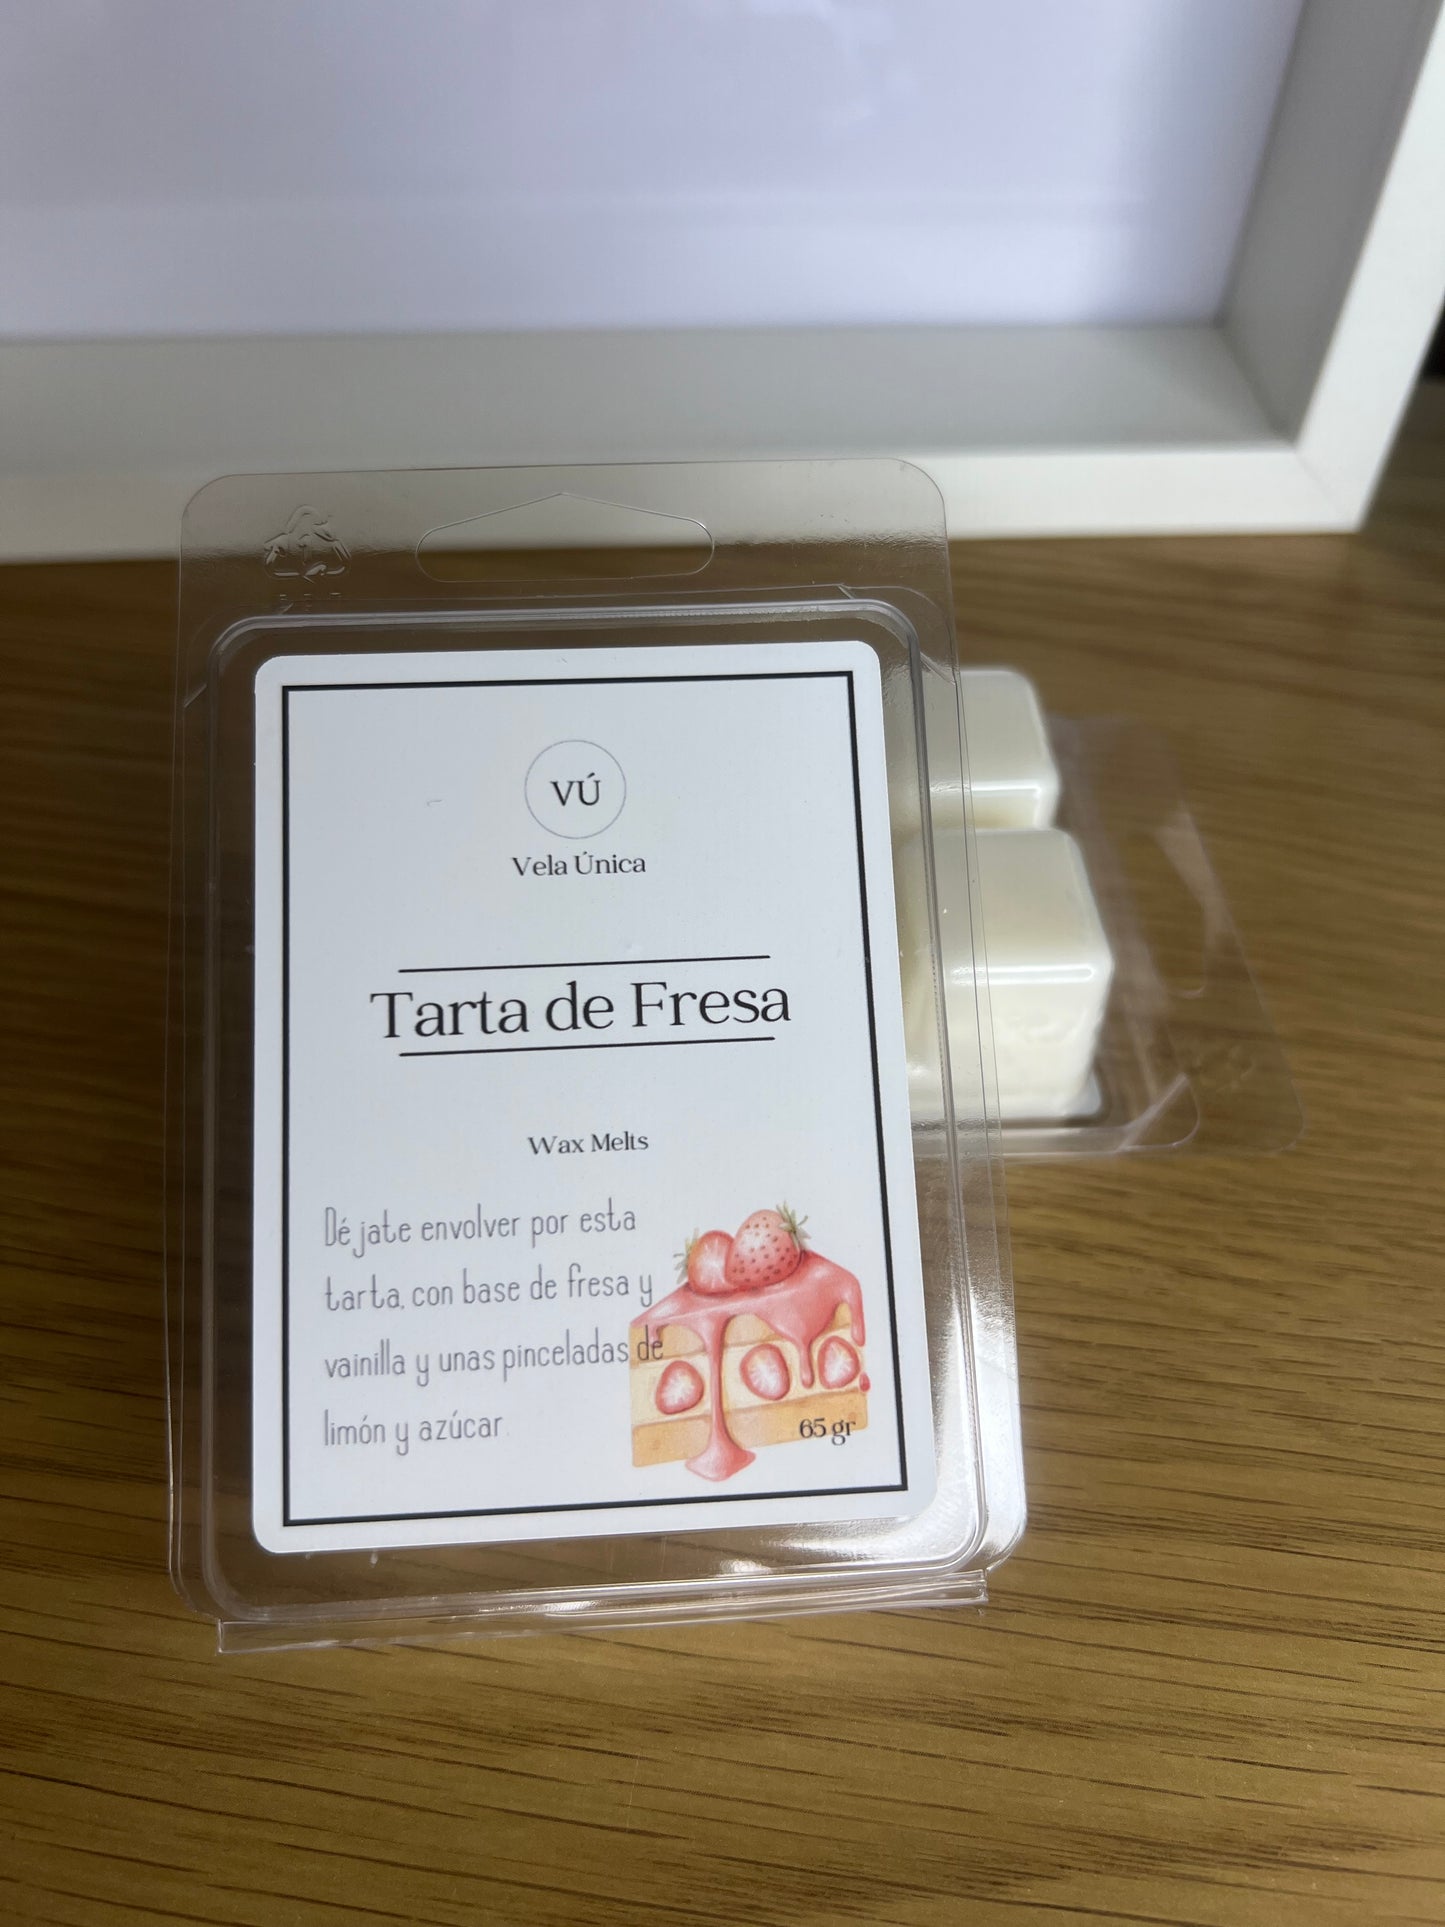 VÚ
Vela Única
Tarta de Fresa
Wax Melts
Déjate envolver por esta
tarta, con base de fresa y
vainilla y unas pinceladas de
limón y azúcar.
65 gr